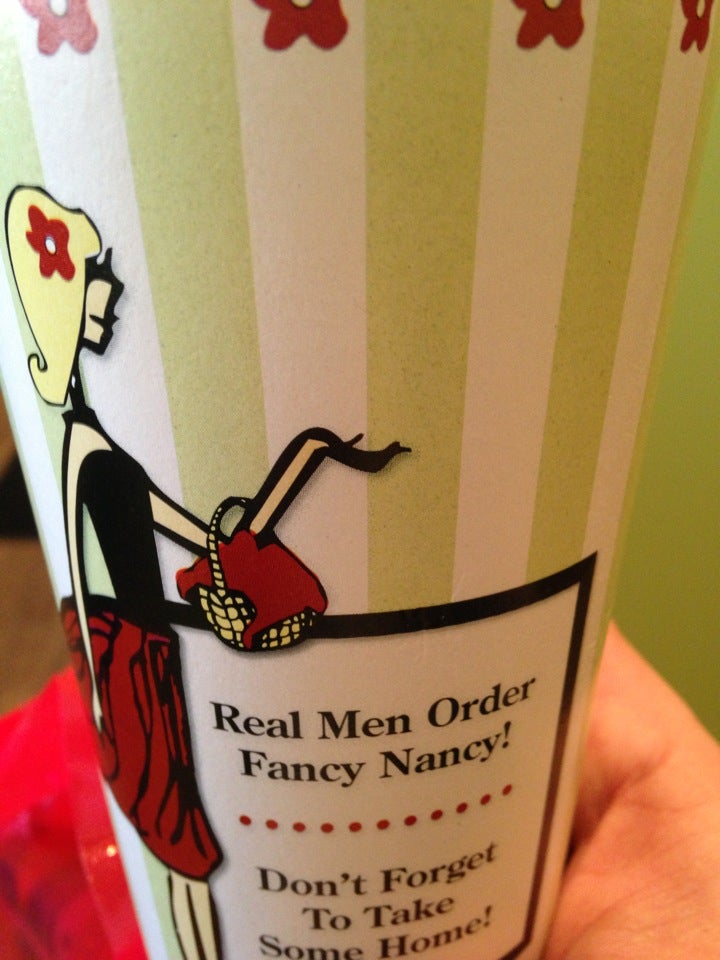 Real Men Order
Fancy Nancy!
Don't Forget
To Take
Some Home!